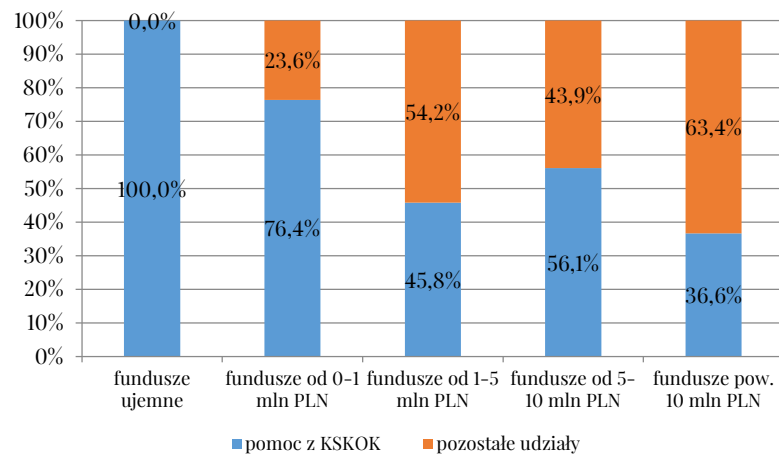 100%
90%
80%
70%
60%
50%
40%
30%
20%
10%
0%
0,0%
100,0%
23,6%
76,4%
54,2%
45,8%
43,9%
56,1%
63,4%
36,6%
fundusze
ujemne
fundusze od 0-1
mln PLN
fundusze od 1-5
mln PLN
fundusze od 5-
10 mln PLN
fundusze pow.
10 mln PLN
pomoc z KSKOK
pozostałe udziały